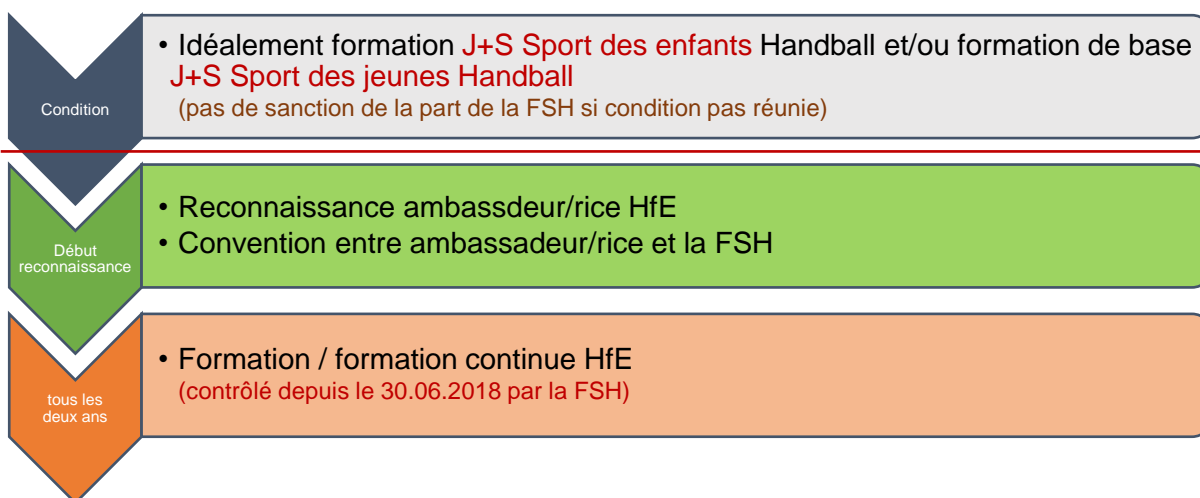 Condition
• Idéalement formation J+S Sport des enfants Handball et/ou formation de base
J+S Sport des jeunes Handball
(pas de sanction de la part de la FSH si condition pas réunie)
Début
reconnaissance
• Reconnaissance ambassdeur/rice HfE
• Convention entre ambassadeur/rice et la FSH
tous les
deux ans
• Formation / formation continue HfE
(contrôlé depuis le 30.06.2018 par la FSH)